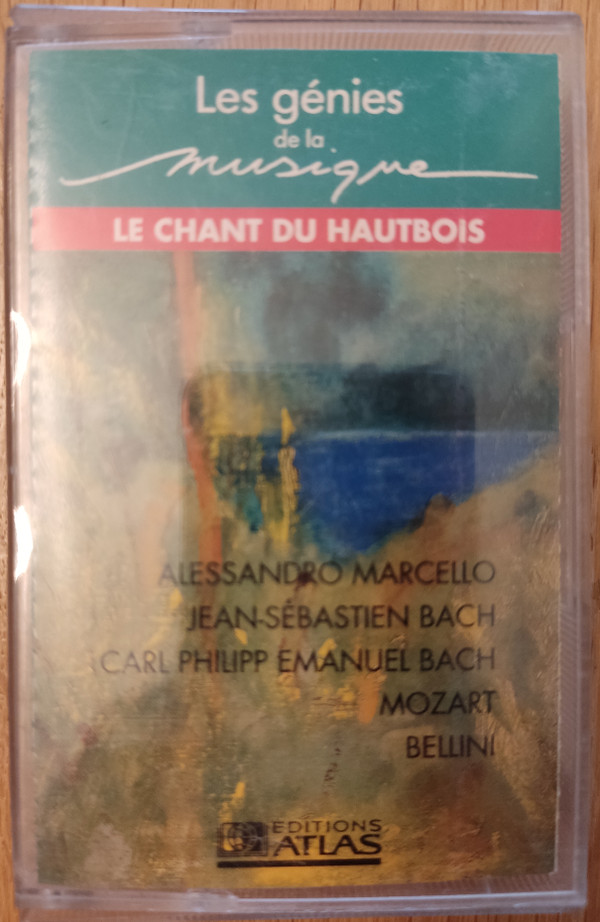 Les génies
de la
musique
LE CHANT DU HAUTBOIS
ALESSANDRO MARCELLO
JEAN-SÉBASTIEN BACH
CARL PHILIPP EMANUEL BACH
MOZART
BELLINI
EDITIONS
ATLAS